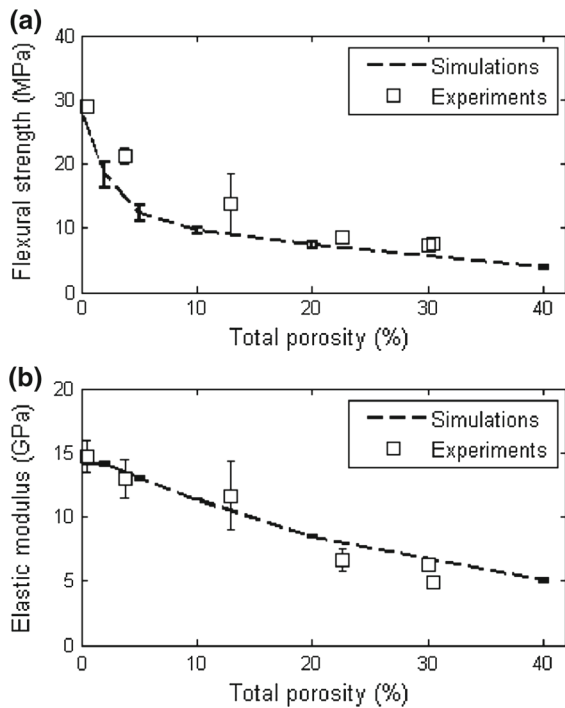 (a)
Flexural strength (MPa)
40
30
20
10
0
Simulations
Experiments
0 10 20 30 40
Total porosity (%)
(b)
Elastic modulus (GPa)
20
15
10
5
0
Simulations
Experiments
0 10 20 30 40
Total porosity (%)